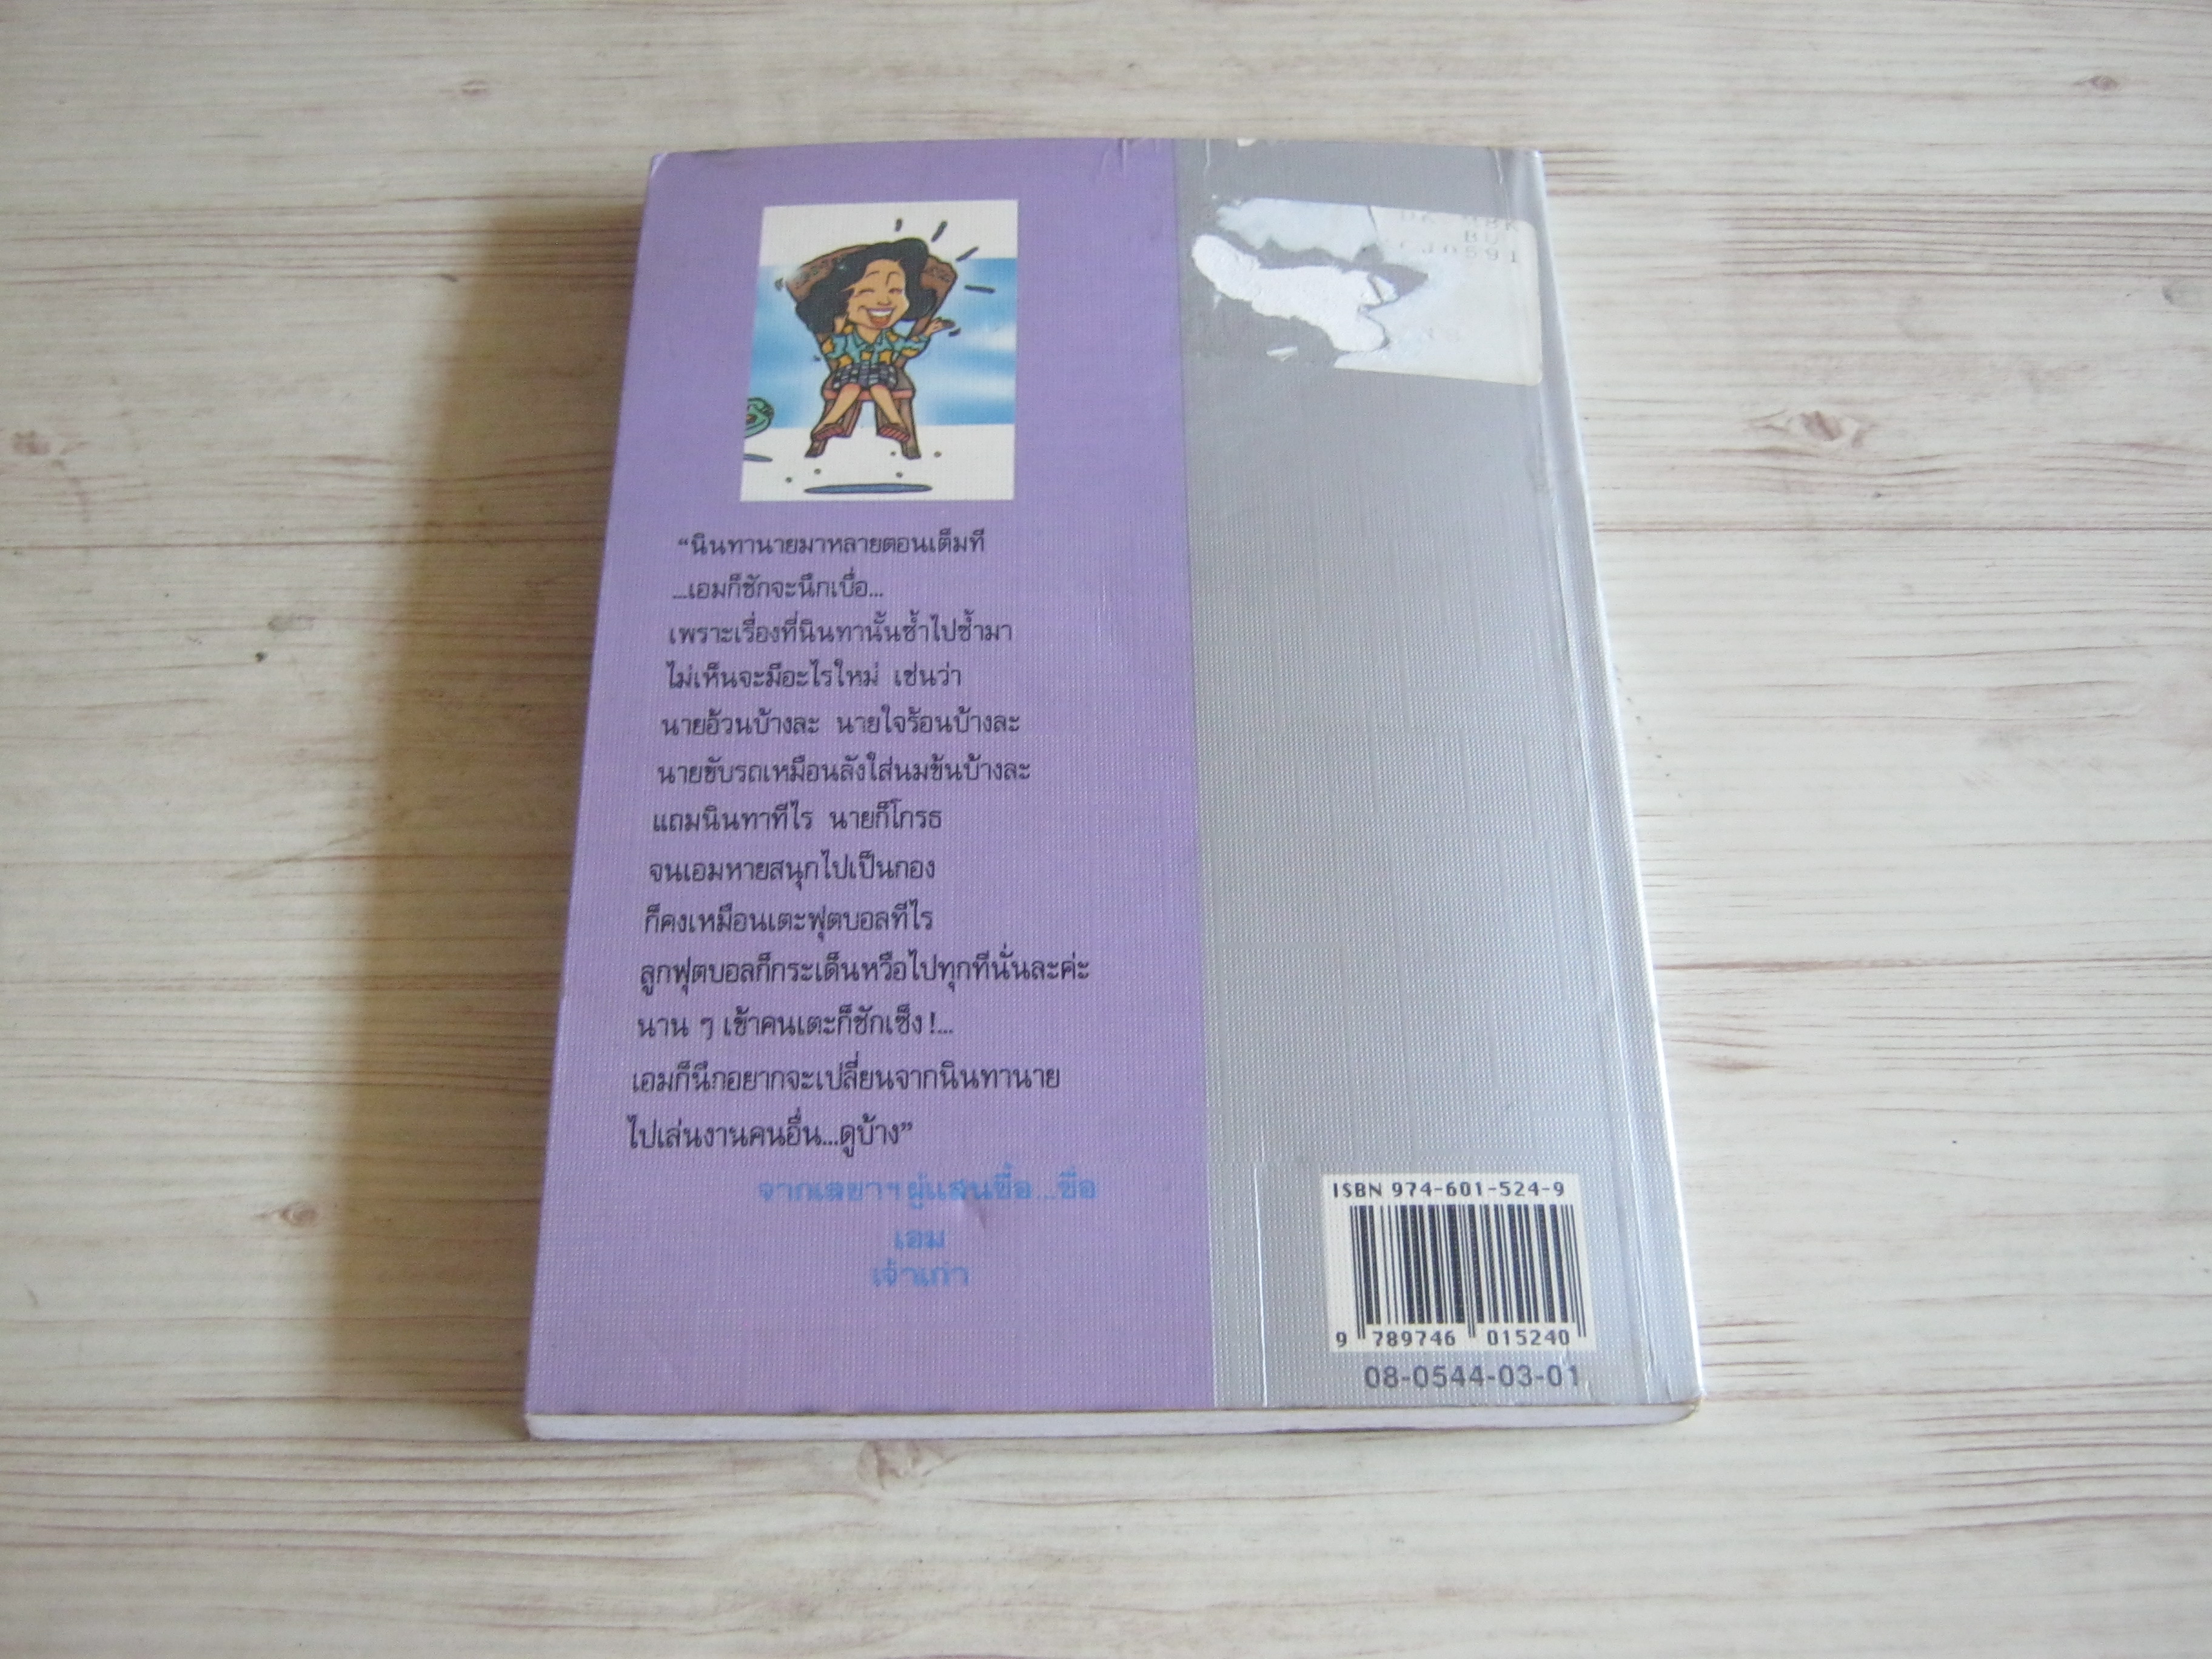 “นินทานายมาหลายตอนเต็มที
...เอมก็ชักจะนึกเบื่อ...
เพราะเรื่องที่นินทานั้นซ้ำไปซ้ำมา
ไม่เห็นจะมีอะไรใหม่ เช่นว่า
นายอ้วนบ้างละ นายใจร้อนบ้างละ
นายขับรถเหมือนลังใส่นมข้นบ้างละ
แถมนินทาทีไร นายก็โกรธ
จนเอมหายสนุกไปเป็นกอง
ก็คงเหมือนเตะฟุตบอลทีไร
ลูกฟุตบอลก็กระเด็นหวือไปทุกทีนั่นละค่ะ
นาน ๆ เข้าคนเตะก็ชักเซ็ง!...
เอมก็นึกอยากจะเปลี่ยนจากนินทานาย
ไปเล่นงานคนอื่น...ดูบ้าง”
จากเลขาฯ ผู้แสนซื่อ...ชื่อ
เอม
เจ้าเก่า
ISBN 974-601-524-9
9 789746 015240
08-0544-03-01